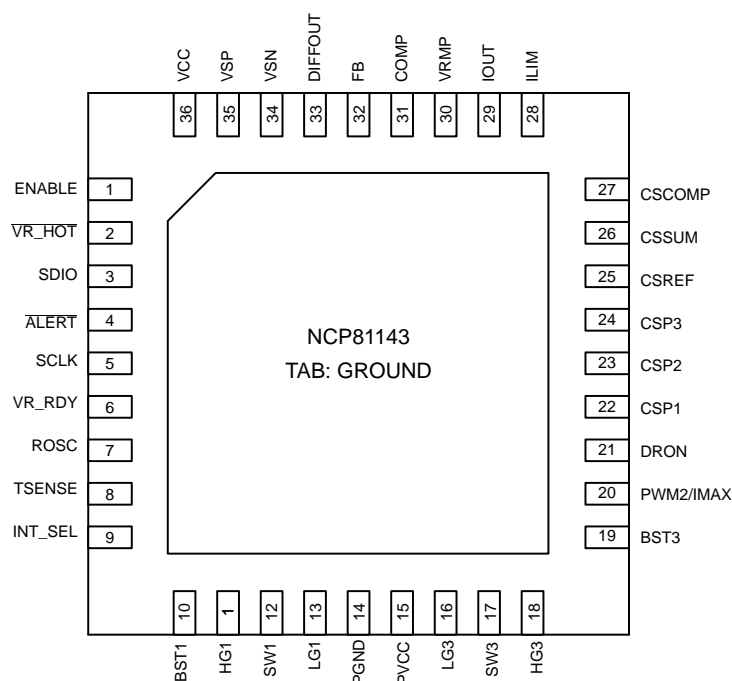 VCC
VSP
VSN
DIFFOUT
FB
COMP
VRMP
IOUT
ILIM
36
35
34
33
32
31
30
29
28
ENABLE 1
VR_HOT 2
SDIO 3
ALERT 4
SCLK 5
VR_RDY 6
ROSC 7
TSENSE 8
INT_SEL 9
NCP81143
TAB: GROUND
27 CSCOMP
26 CSSUM
25 CSREF
24 CSP3
23 CSP2
22 CSP1
21 DRON
20 PWM2/IMAX
19 BST3
10
1
12
13
14
15
16
17
18
BST1
HG1
SW1
LG1
PGND
PVCC
LG3
SW3
HG3